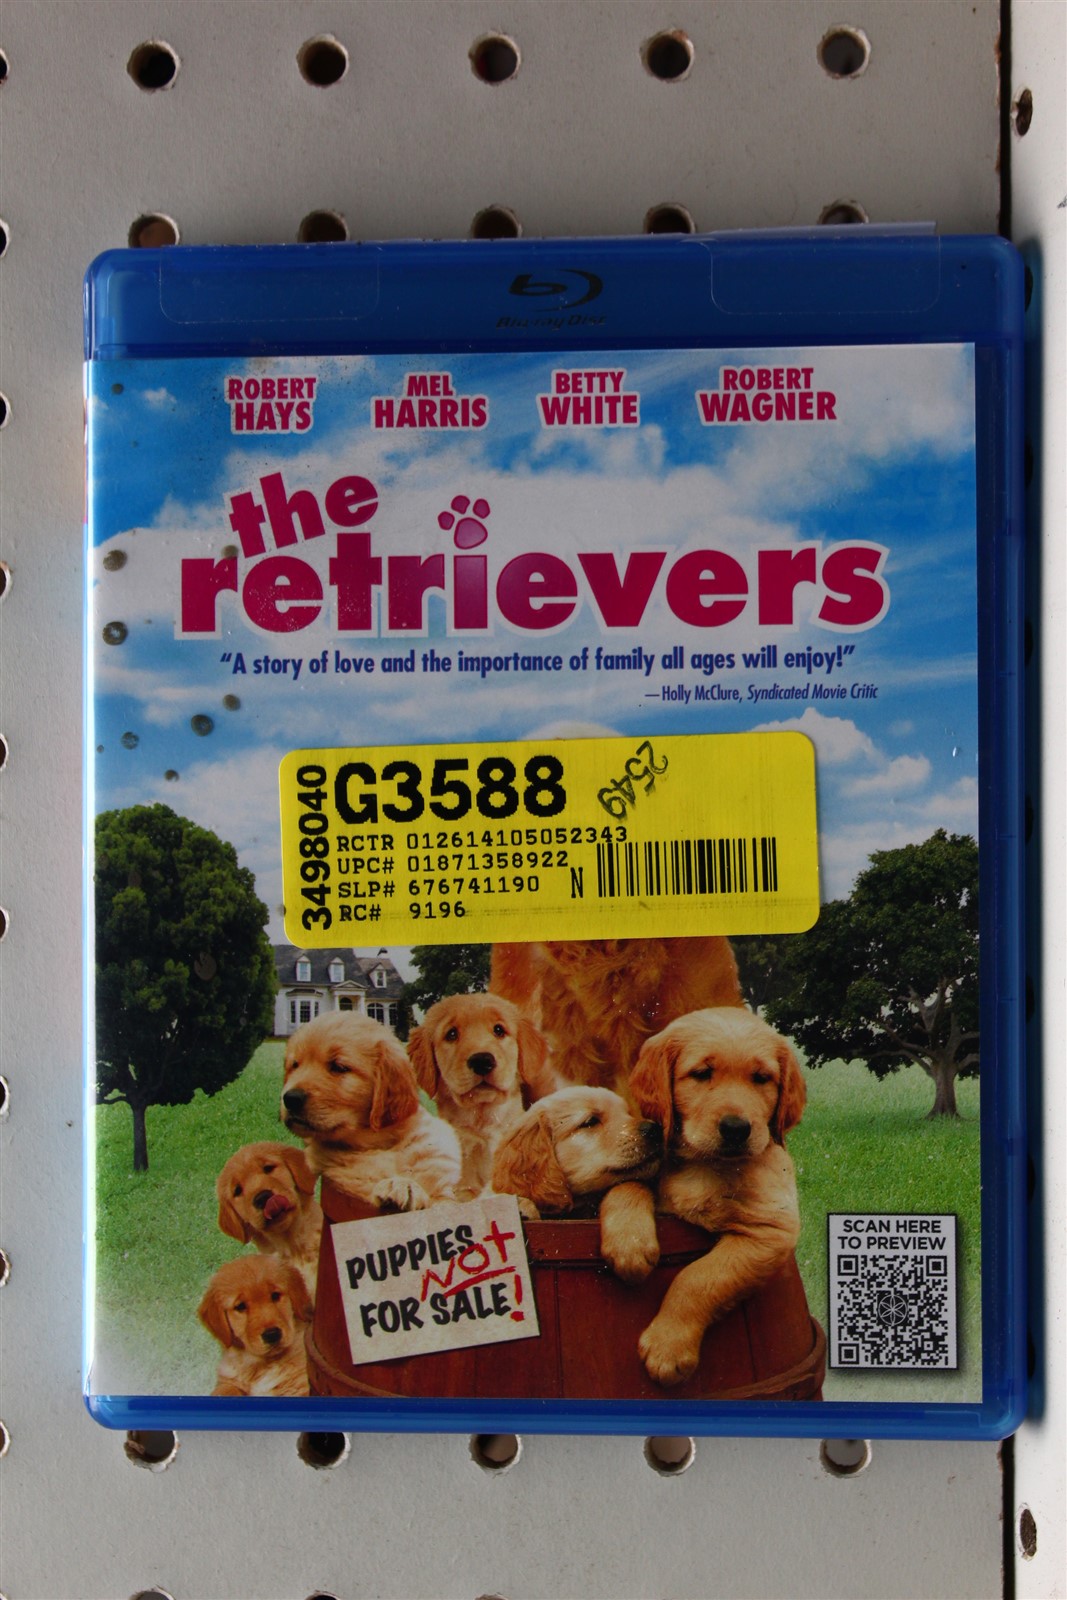 Blu-ray Disc
ROBERT HAYS
MEL HARRIS
BETTY WHITE
ROBERT WAGNER
the
retrievers
“A story of love and the importance of family all ages will enjoy!”
—Holly McClure, Syndicated Movie Critic
3498040
G3588
2549
RCTR 012614105052343
UPC# 01871358922
SLP# 676741190
N
RC# 9196
PUPPIES
NOT
FOR SALE!
SCAN HERE
TO PREVIEW